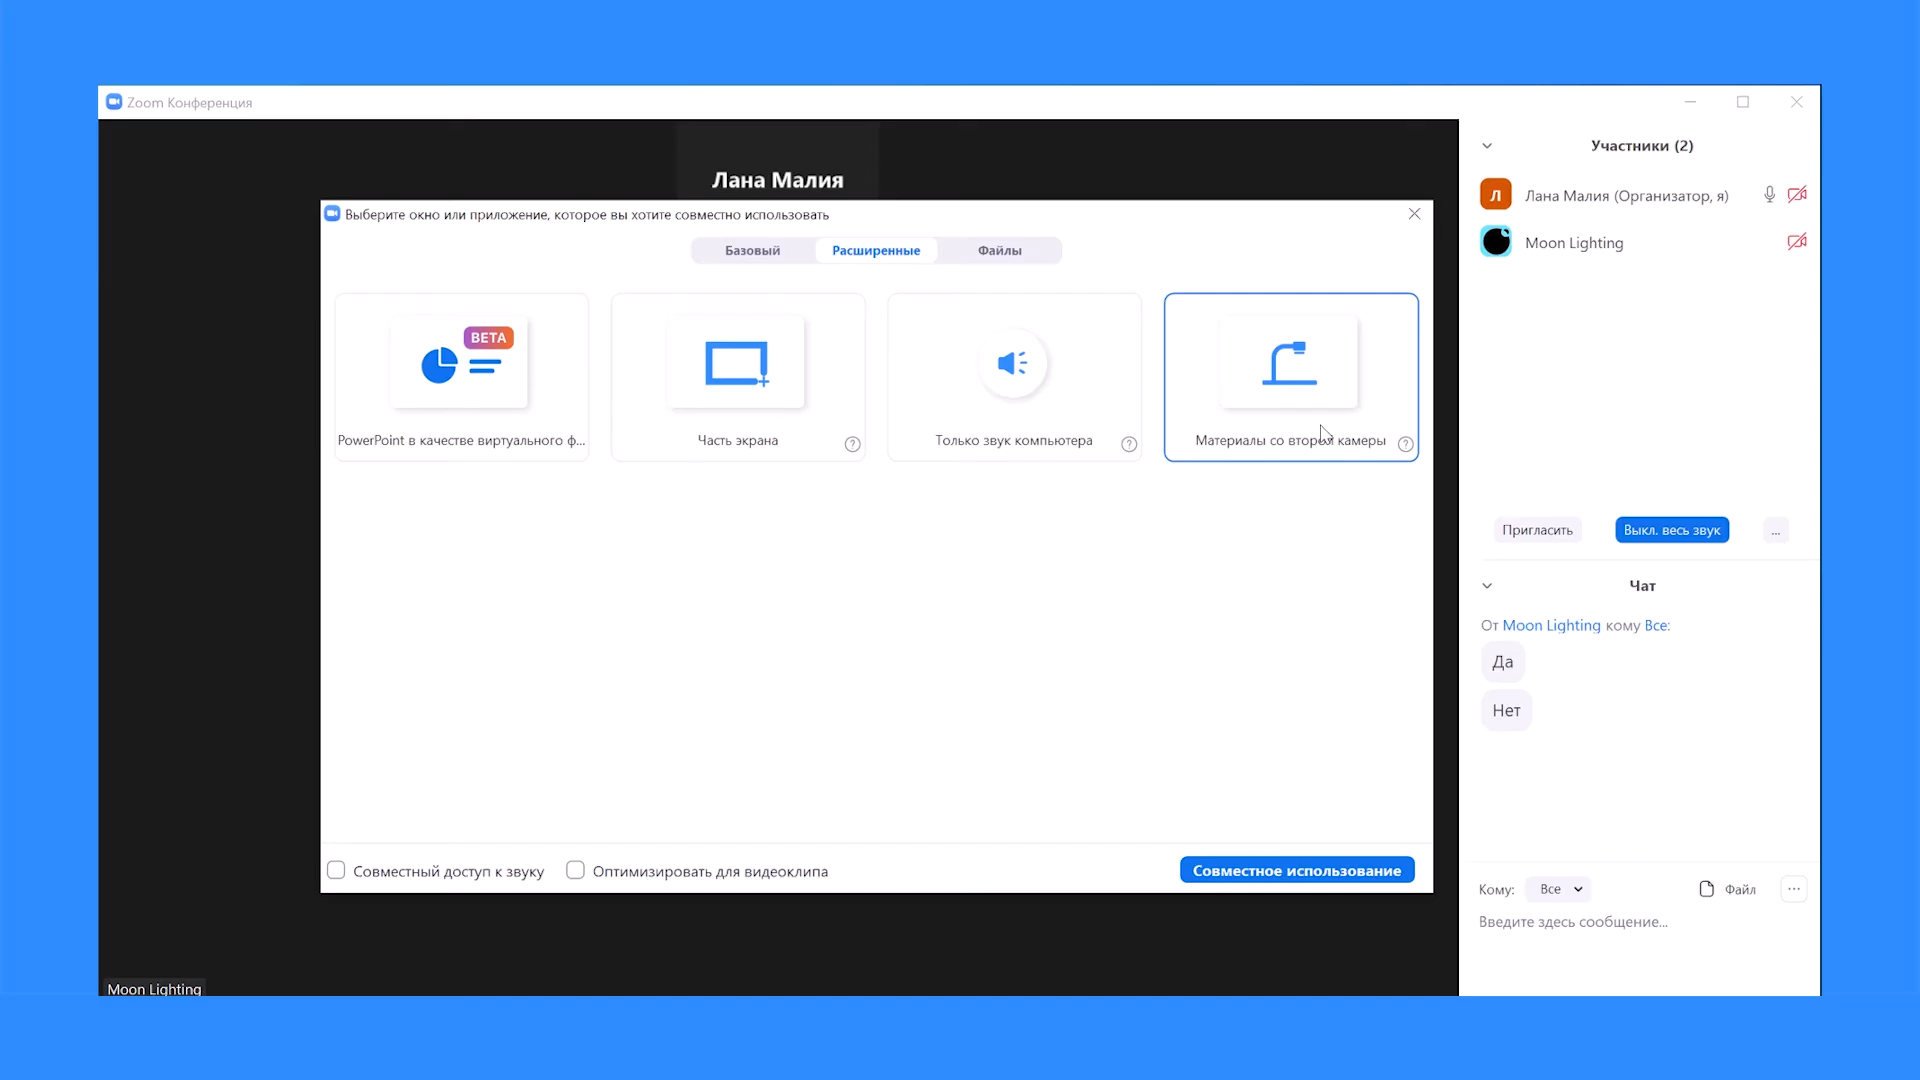 Zoom Конференция
Лана Малия
Выберите окно или приложение, которое вы хотите совместно использовать
Базовый
Расширенные
Файлы
BETA
PowerPoint в качестве виртуального ф...
Часть экрана
Только звук компьютера
Материалы со второй камеры
Совместный доступ к звуку
Оптимизировать для видеоклипа
Совместное использование
Moon Lighting
Участники (2)
Л
Лана Малия (Организатор, я)
Moon Lighting
Пригласить
Выкл. весь звук
...
Чат
От Moon Lighting кому Все:
Да
Нет
Кому:
Все
Файл
Введите здесь сообщение...